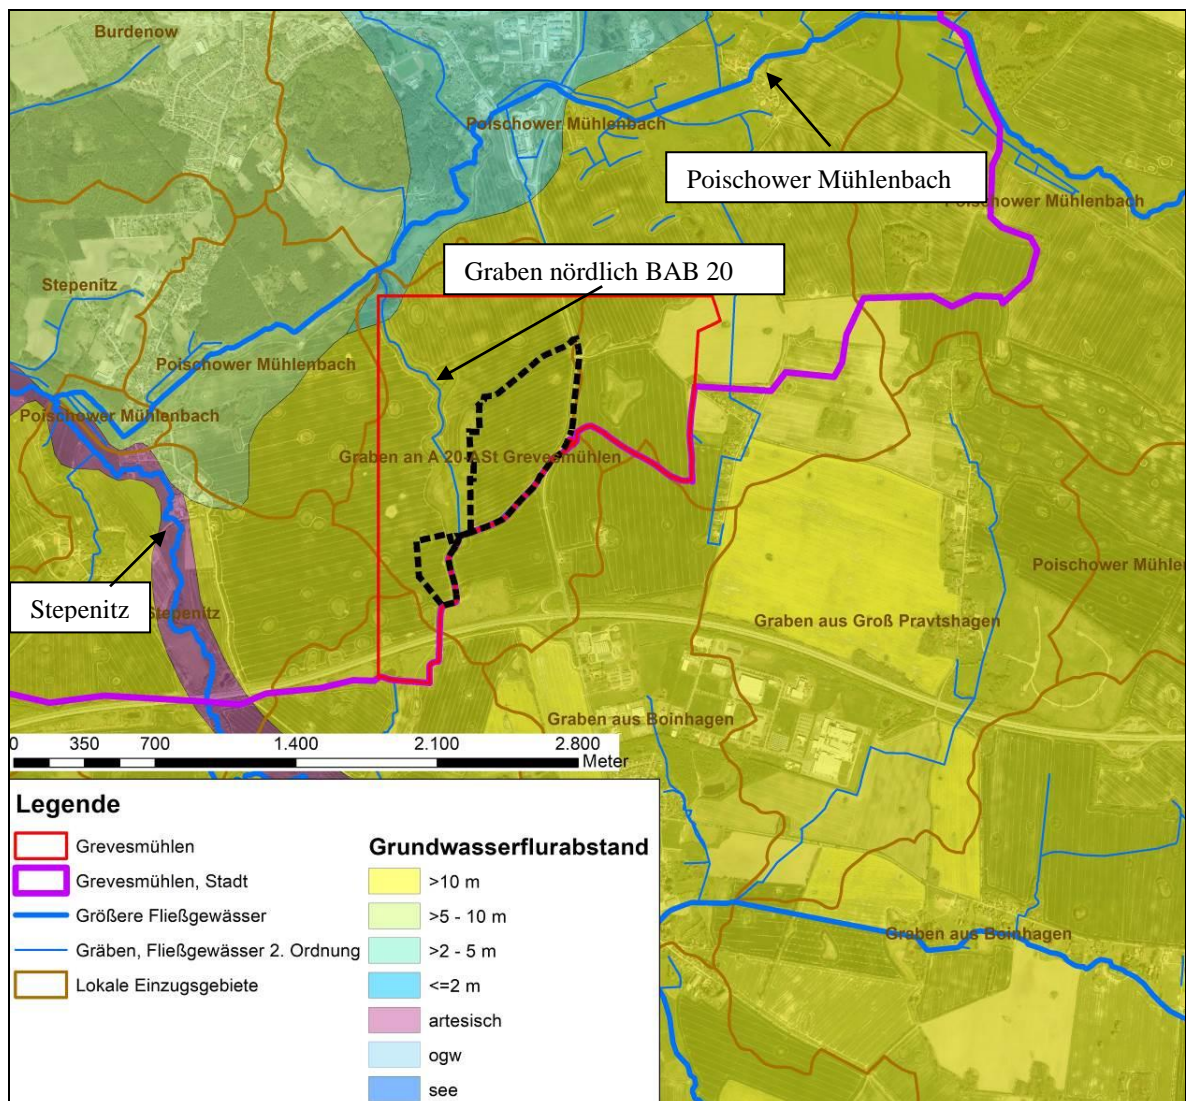 Burdenow
Poischower Mühlenbach
Poischower Mühlenbach
Poischower Mühlenbach
Graben nördlich BAB 20
Stepenitz
Poischower Mühlenbach
Poischower Mühlenbach
Graben an A 20-ASt Grevesmühlen
Poischower Mühler
Stepenitz
Stepenitz
Graben aus Groß Pravtshagen
Graben aus Boinhagen
0 350 700 1.400 2.100 2.800
Meter
Legende
Grevesmühlen
Grevesmühlen, Stadt
Größere Fließgewässer
Gräben, Fließgewässer 2. Ordnung
Lokale Einzugsgebiete
Grundwasserflurabstand
>10 m
>5 - 10 m
>2 - 5 m
<=2 m
artesisch
ogw
see
Graben aus Boinhagen